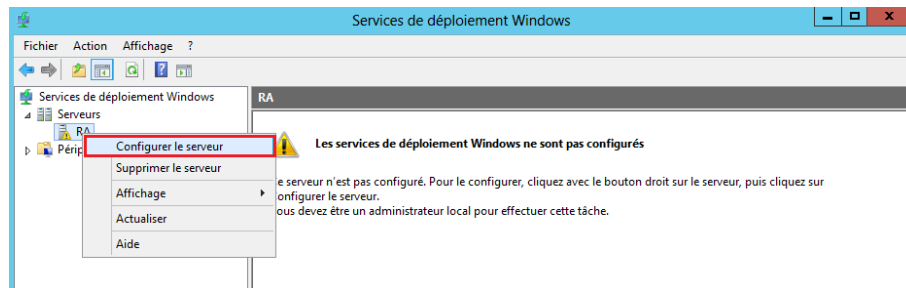 Services de déploiement Windows
Fichier Action Affichage ?
Services de déploiement Windows
Serveurs
RA
Périp
Configurer le serveur
Supprimer le serveur
Affichage
Actualiser
Aide
RA
Les services de déploiement Windows ne sont pas configurés
e serveur n'est pas configuré. Pour le configurer, cliquez avec le bouton droit sur le serveur, puis cliquez sur
onfigurer le serveur.
ous devez être un administrateur local pour effectuer cette tâche.